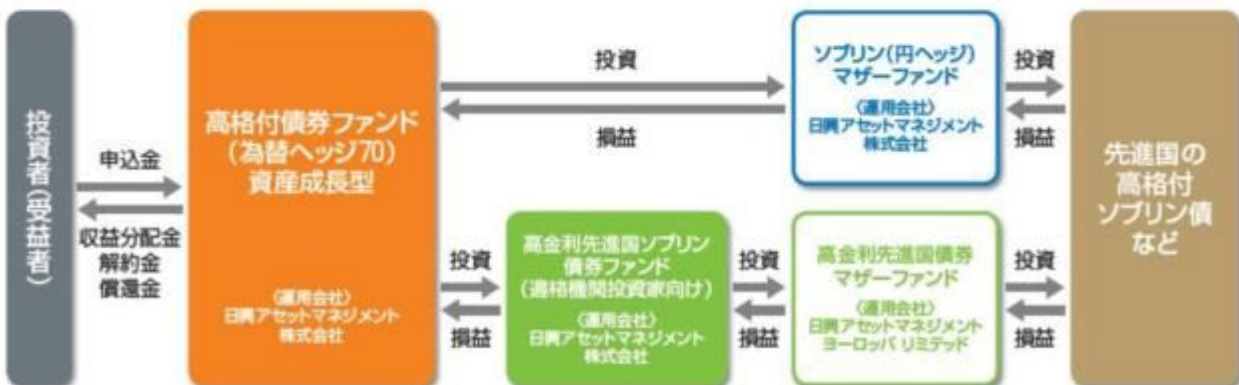 投資者(受益者)
申込金
収益分配金
解約金
償還金
高格付債券ファンド
(為替ヘッジ70)
資産成長型
〈運用会社〉
日興アセットマネジメント
株式会社
投資
損益
ソブリン(円ヘッジ)
マザーファンド
〈運用会社〉
日興アセットマネジメント
株式会社
投資
損益
投資
損益
高金利先進国ソブリン
債券ファンド
(適格機関投資家向け)
〈運用会社〉
日興アセットマネジメント
株式会社
投資
損益
高金利先進国債券
マザーファンド
〈運用会社〉
日興アセットマネジメント
ヨーロッパ リミテッド
投資
損益
先進国の
高格付
ソブリン債
など